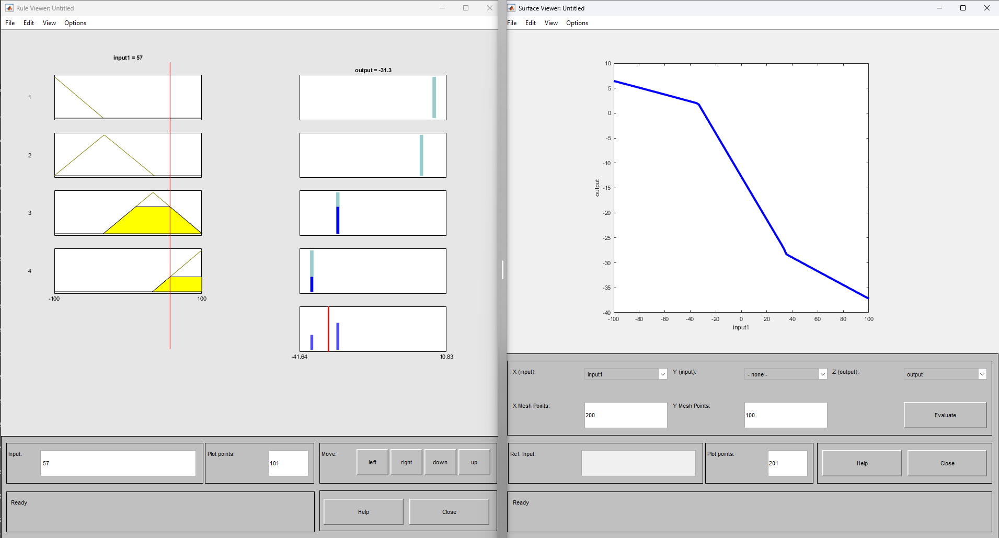 Rule Viewer: Untitled
File Edit View Options
input1 = 57
output = -31.3
1
2
3
4
-100 100
-41.64 10.83
Input: 57
Plot points: 101
Move: left right down up
Ready
Help Close
Surface Viewer: Untitled
File Edit View Options
10
5
0
-5
-10
-15
-20
-25
-30
-35
-40
output
-100 -80 -60 -40 -20 0 20 40 60 80 100
input1
X (input): input1 Y (input): - none - Z (output): output
X Mesh Points: 200 Y Mesh Points: 100 Evaluate
Ref. Input: Plot points: 201 Help Close
Ready